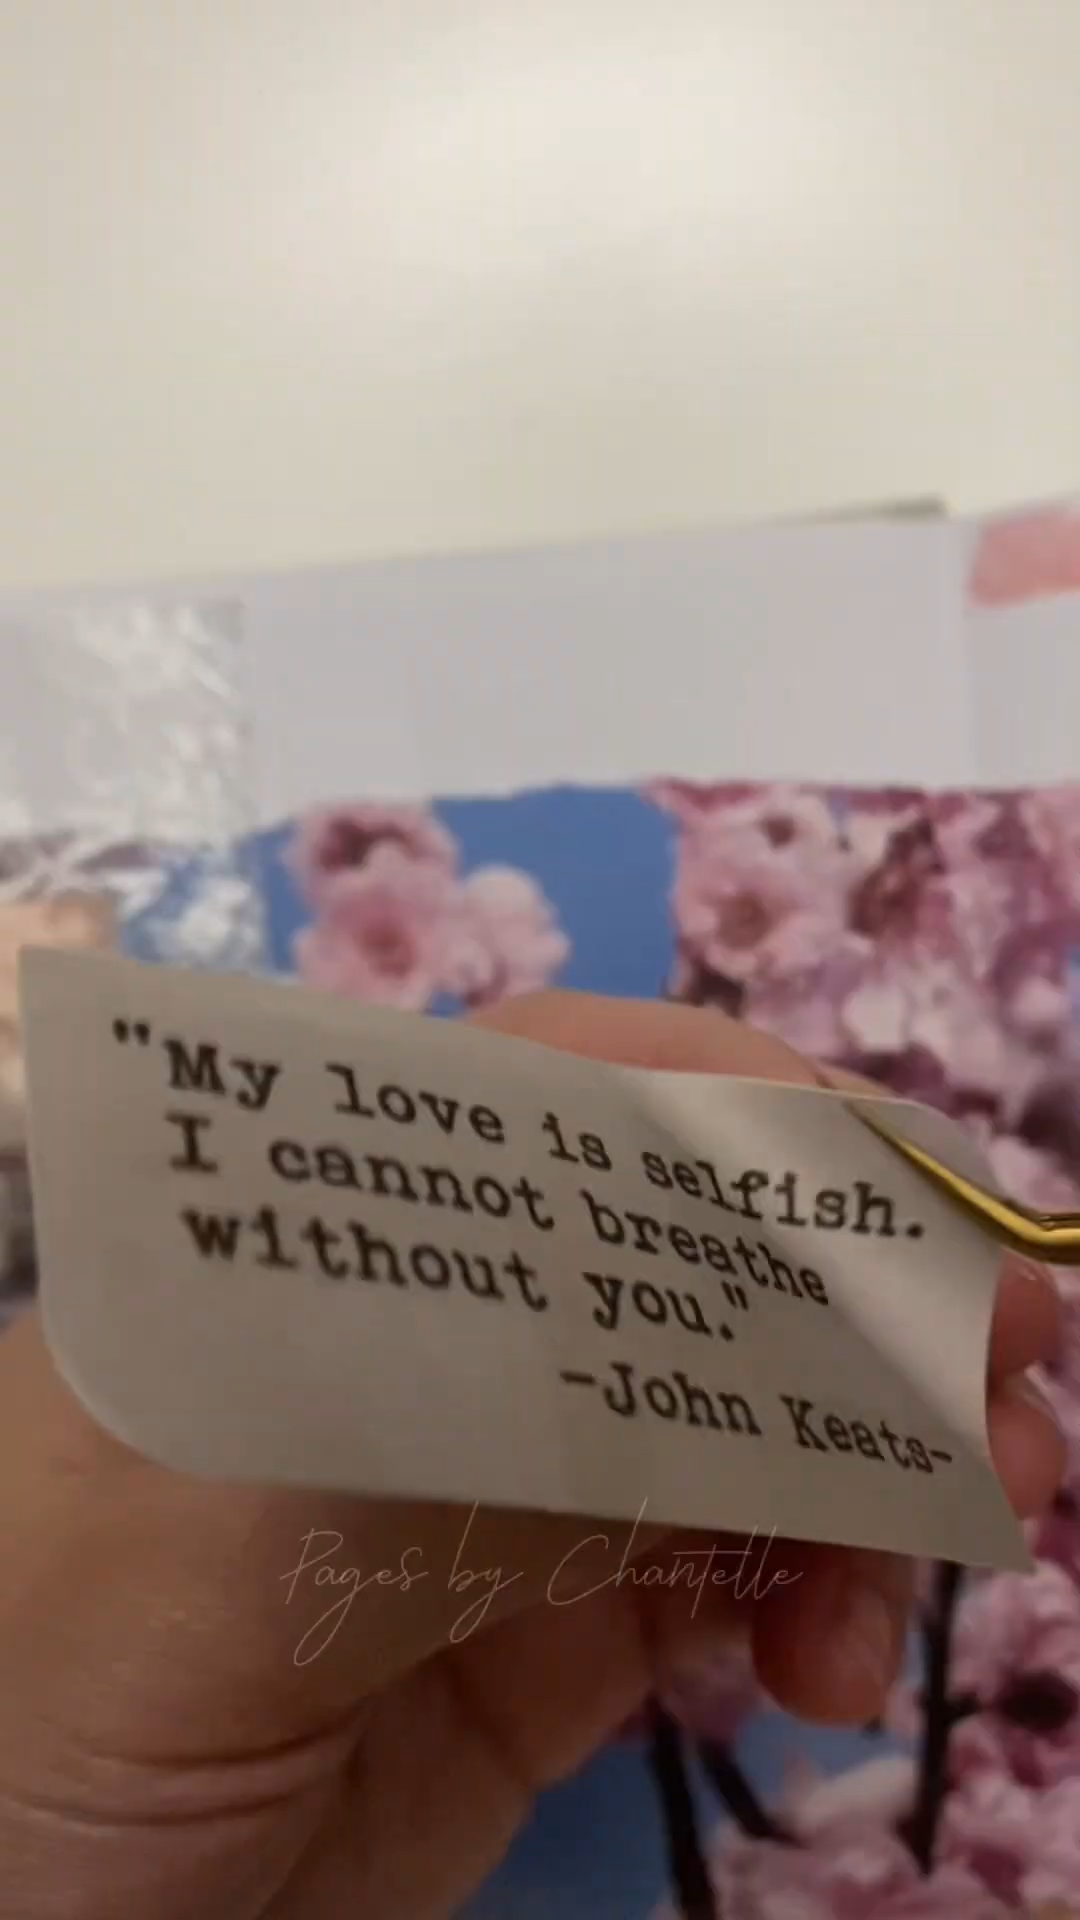 "My love is selfish.
I cannot breathe
without you."
-John Keats-
Pages by Chantelle